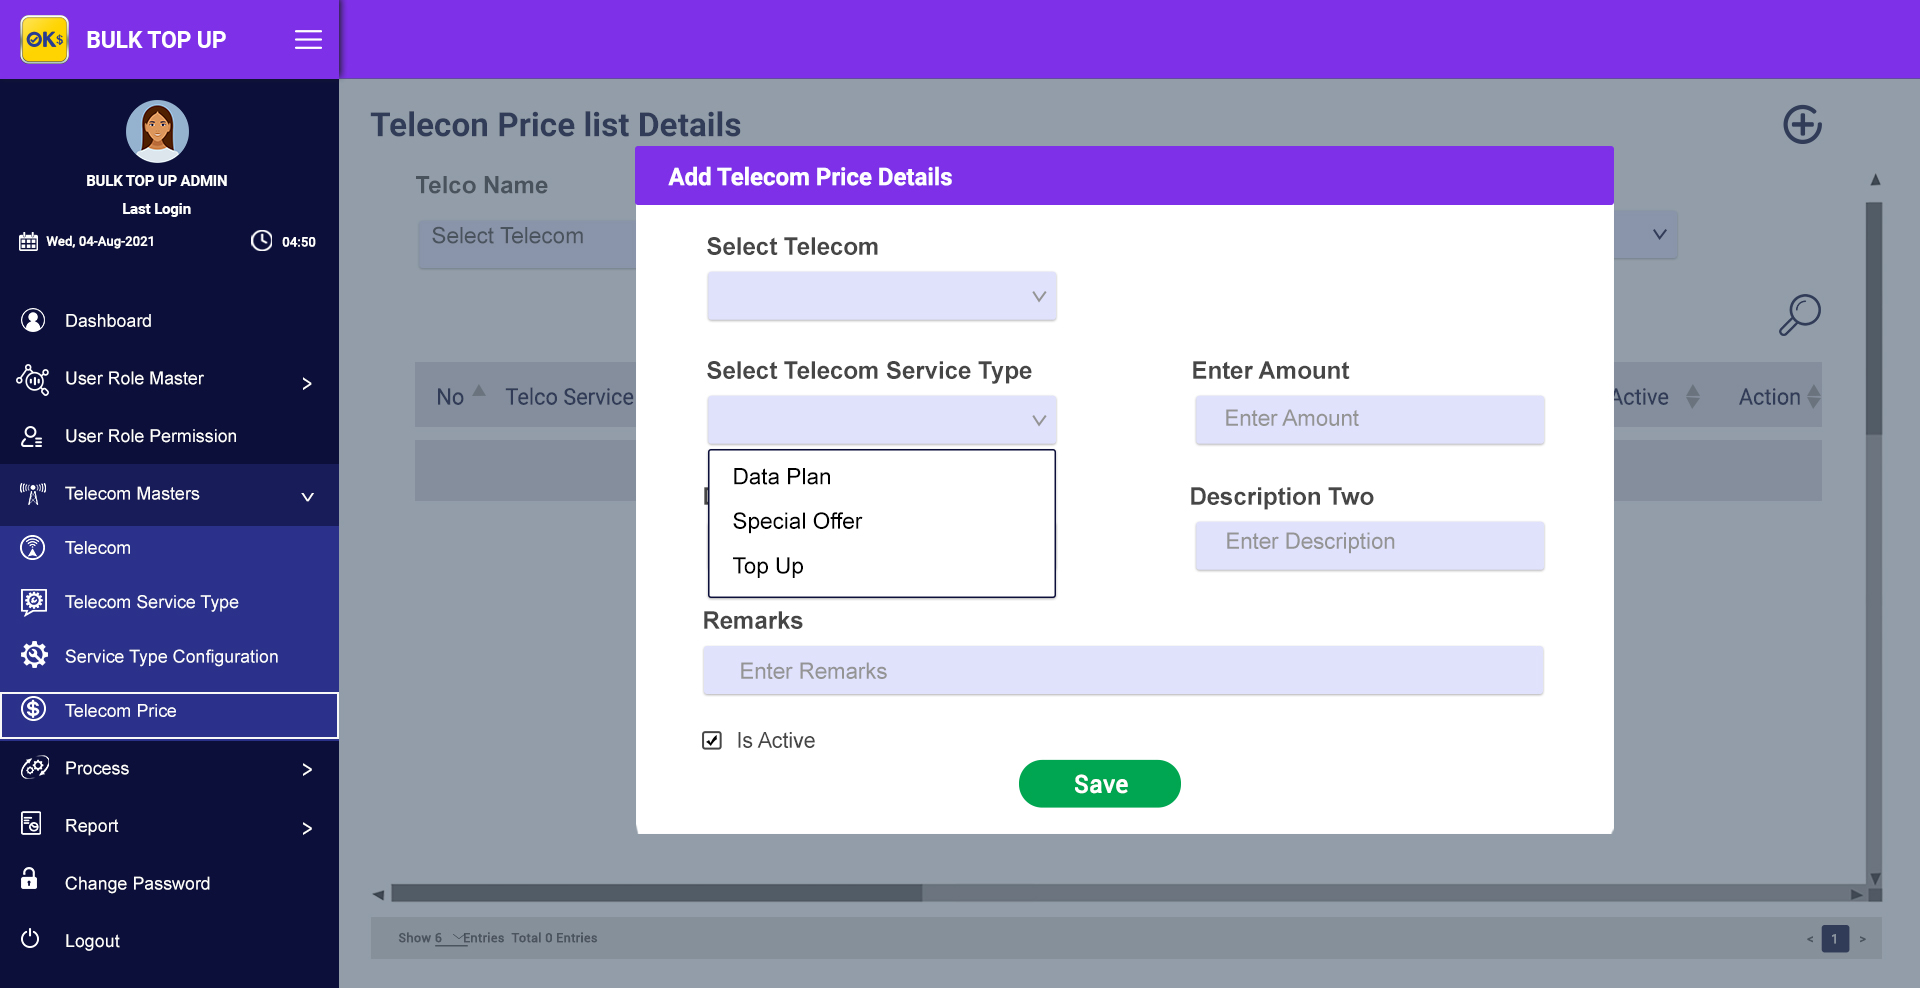 OK$
BULK TOP UP
BULK TOP UP ADMIN
Last Login
Wed, 04-Aug-2021
04:50
Dashboard
User Role Master
User Role Permission
Telecom Masters
Telecom
Telecom Service Type
Service Type Configuration
Telecom Price
Process
Report
Change Password
Logout
Telecon Price list Details
Telco Name
Select Telecom
No
Telco Service
Active
Action
Add Telecom Price Details
Select Telecom
Select Telecom Service Type
Enter Amount
Enter Amount
Data Plan
Special Offer
Top Up
Description Two
Enter Description
Remarks
Enter Remarks
Is Active
Save
Show 6 Entries Total 0 Entries
< 1 >